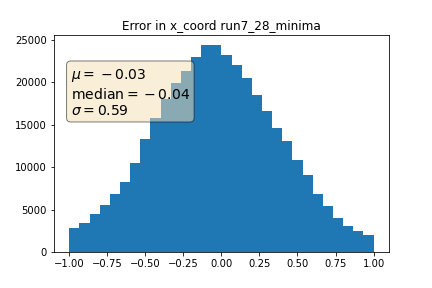 Error in x_coord run7_28_minima
25000
20000
15000
10000
5000
0
μ = −0.03
median = −0.04
σ = 0.59
−1.00 −0.75 −0.50 −0.25 0.00 0.25 0.50 0.75 1.00